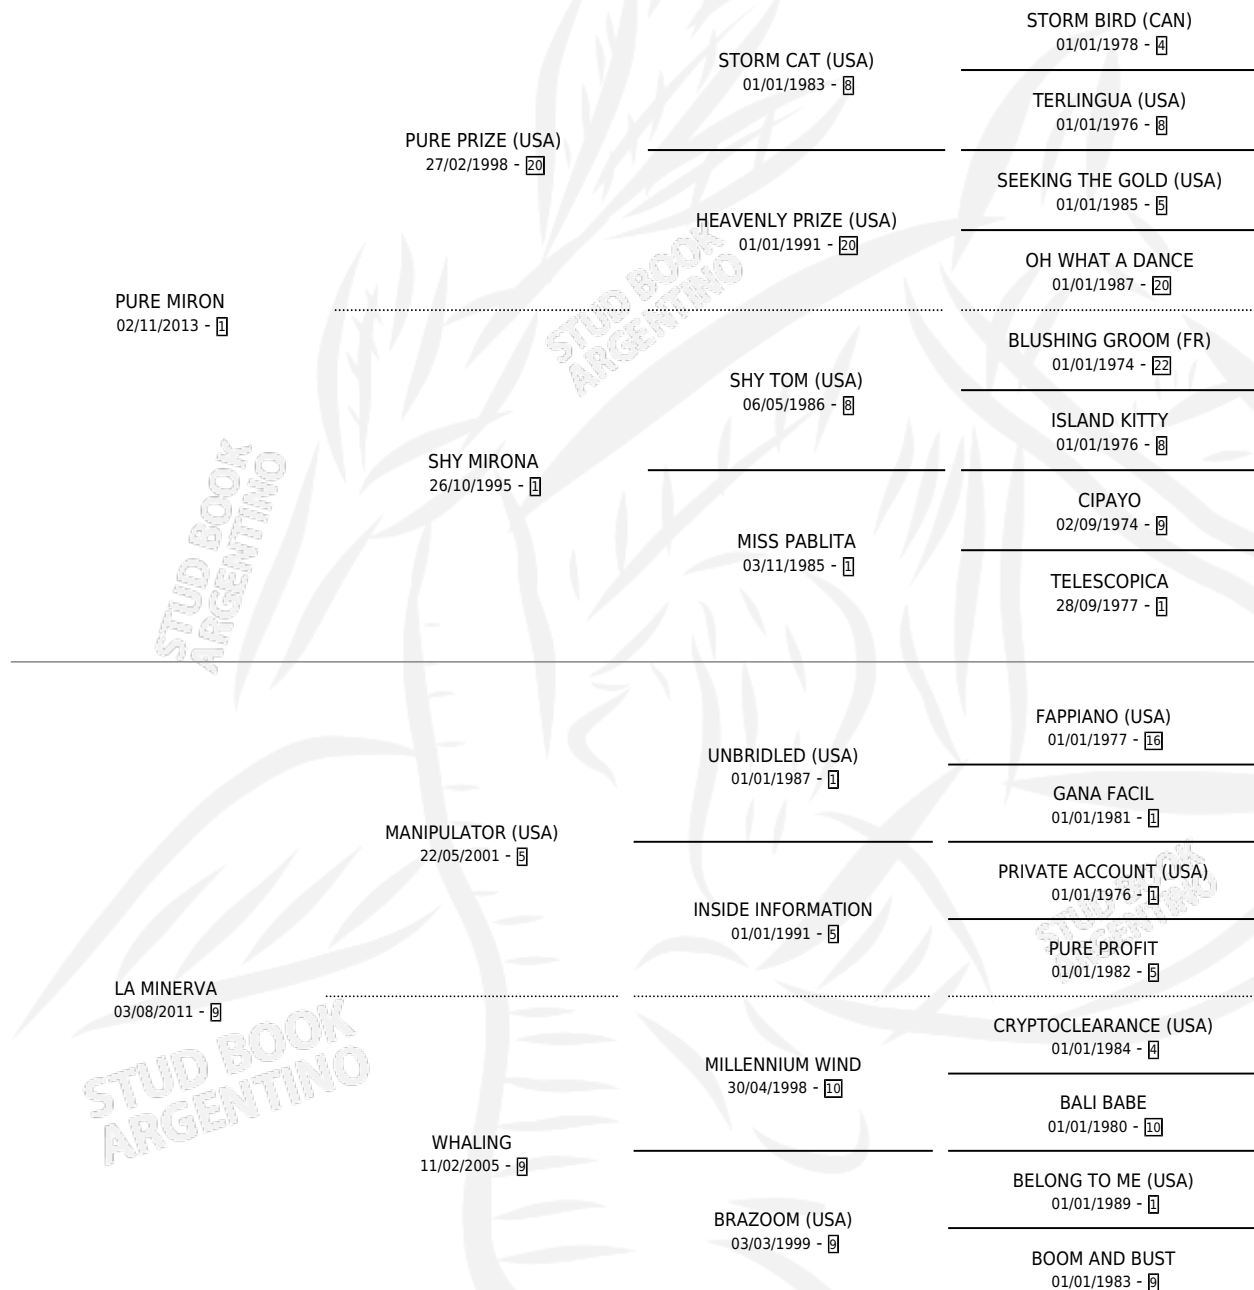 STORM BIRD (CAN)
01/01/1978 - 4
STORM CAT (USA)
01/01/1983 - 8
TERLINGUA (USA)
01/01/1976 - 8
PURE PRIZE (USA)
27/02/1998 - 20
SEEKING THE GOLD (USA)
01/01/1985 - 5
HEAVENLY PRIZE (USA)
01/01/1991 - 20
OH WHAT A DANCE
01/01/1987 - 20
PURE MIRON
02/11/2013 - 1
BLUSHING GROOM (FR)
01/01/1974 - 22
SHY TOM (USA)
06/05/1986 - 8
ISLAND KITTY
01/01/1976 - 8
SHY MIRONA
26/10/1995 - 1
CIPAYO
02/09/1974 - 9
MISS PABLITA
03/11/1985 - 1
TELESCOPICA
28/09/1977 - 1
STUD BOOK
ARGENTINO
STUD BOOK
ARGENTINO
FAPPIANO (USA)
01/01/1977 - 16
UNBRIDLED (USA)
01/01/1987 - 1
GANA FACIL
01/01/1981 - 1
MANIPULATOR (USA)
22/05/2001 - 5
PRIVATE ACCOUNT (USA)
01/01/1976 - 1
INSIDE INFORMATION
01/01/1991 - 5
PURE PROFIT
01/01/1982 - 5
LA MINERVA
03/08/2011 - 9
CRYPTOCLEARANCE (USA)
01/01/1984 - 4
MILLENNIUM WIND
30/04/1998 - 10
BALI BABE
01/01/1980 - 10
WHALING
11/02/2005 - 9
BELONG TO ME (USA)
01/01/1989 - 1
BRAZOOM (USA)
03/03/1999 - 9
BOOM AND BUST
01/01/1983 - 9
STUD BOOK
ARGENTINO
STUD BOOK
ARGENTINO